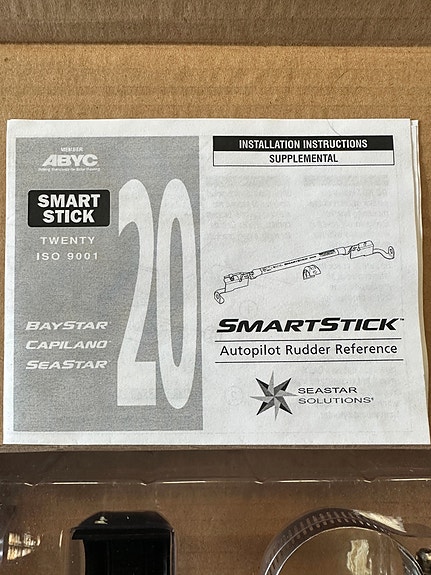 MEMBER
ABYC
SMART
STICK
TWENTY
ISO 9001
20
BAYSTAR
CAPILANO®
SEASTAR
INSTALLATION INSTRUCTIONS
SUPPLEMENTAL
SMARTSTICK™
Autopilot Rudder Reference
SEASTAR
SOLUTIONS®